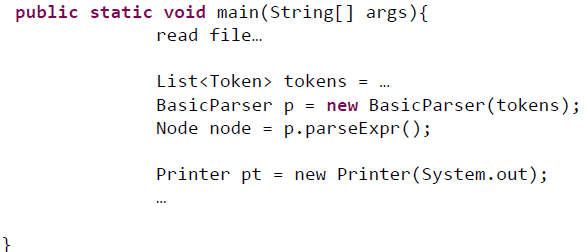 public static void main(String[] args){
read file…
List<Token> tokens = …
BasicParser p = new BasicParser(tokens);
Node node = p.parseExpr();
Printer pt = new Printer(System.out);
…
}